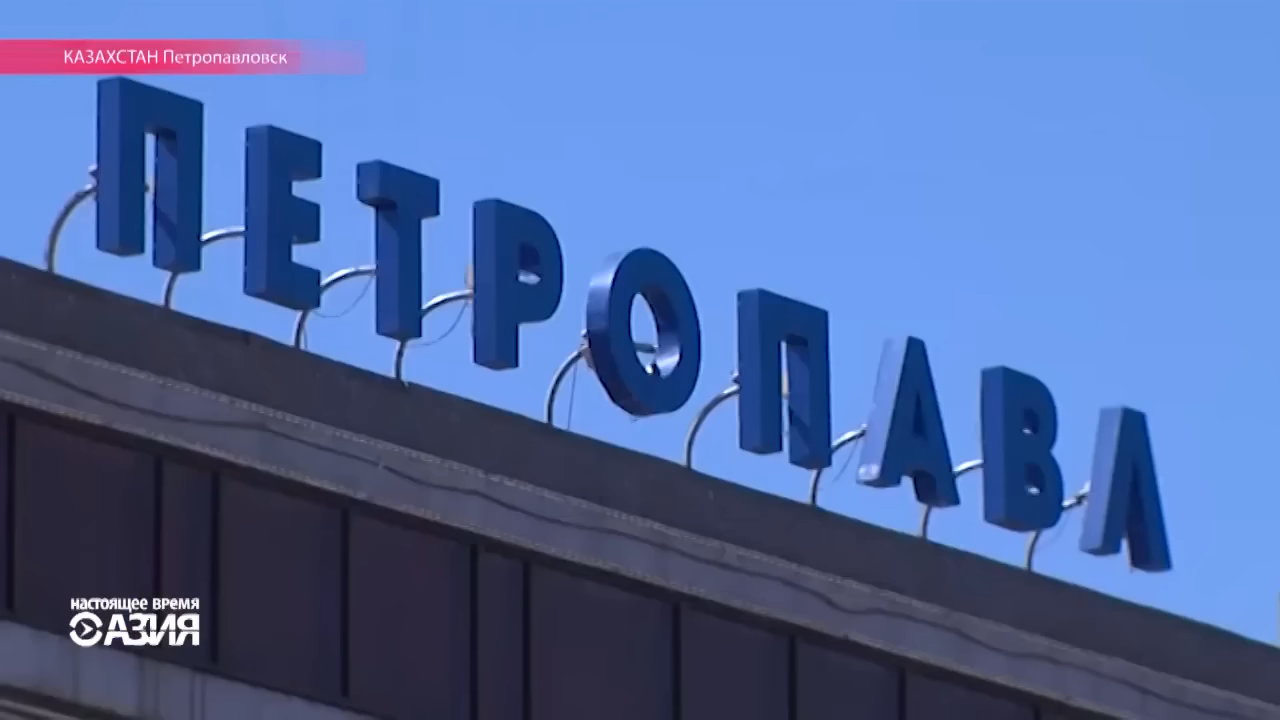 КАЗАХСТАН Петропавловск
ПЕТРОПАВЛ
НАСТОЯЩЕЕ ВРЕМЯ
АЗИЯ